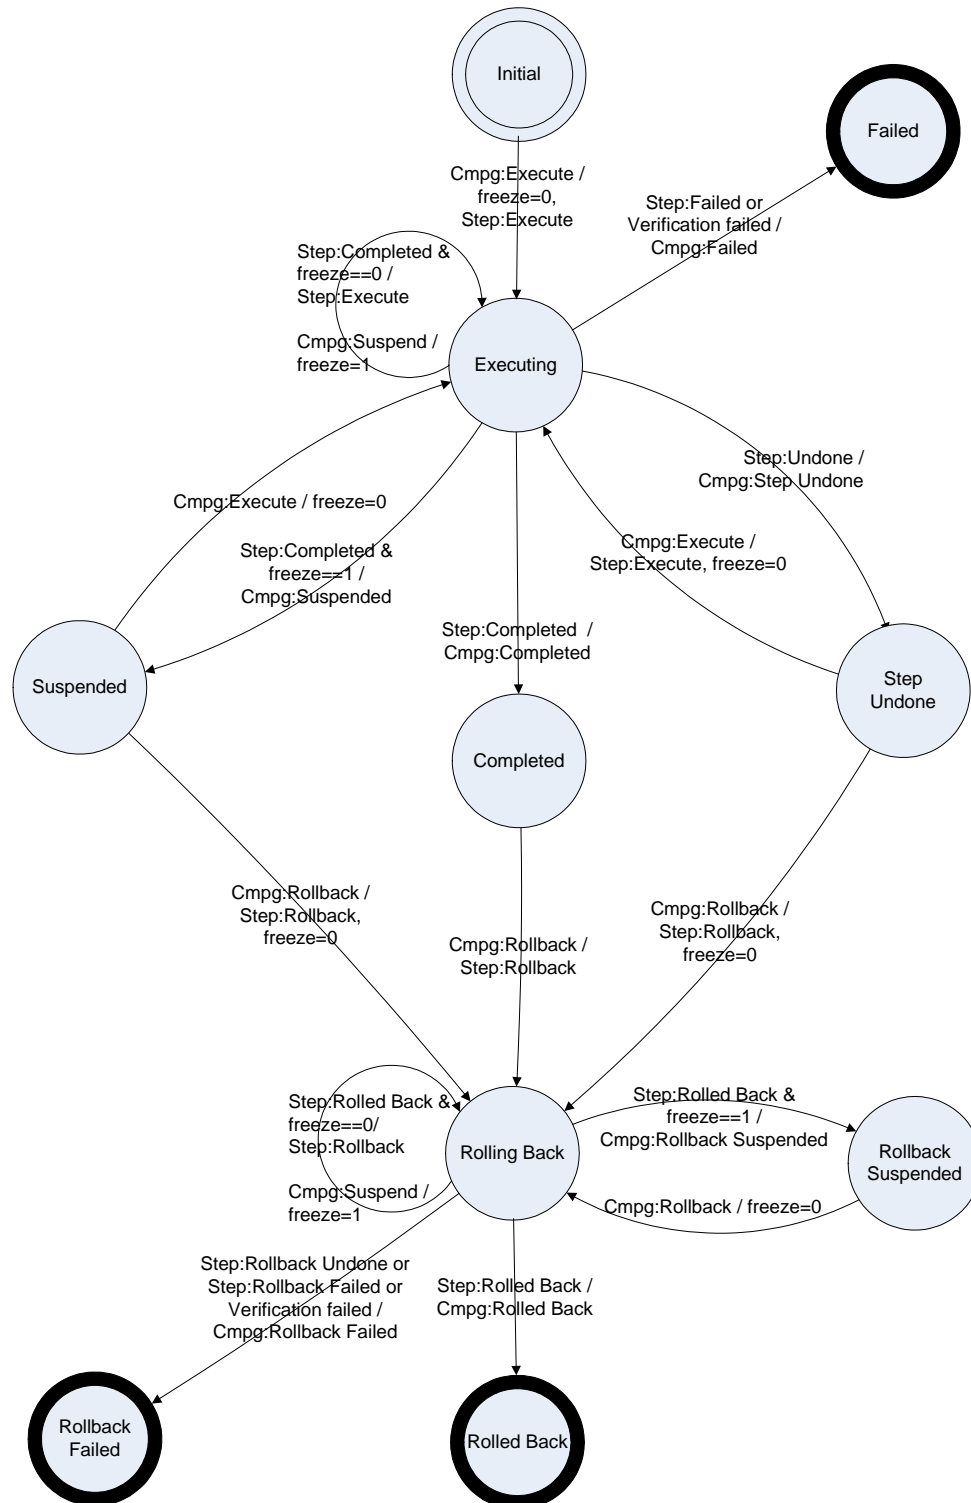 Initial
Failed
Cmpg:Execute /
freeze=0,
Step:Execute
Step:Failed or
Verification failed /
Cmpg:Failed
Step:Completed &
freeze==0 /
Step:Execute
Cmpg:Suspend /
freeze=1
Executing
Step:Undone /
Cmpg:Step Undone
Cmpg:Execute / freeze=0
Step:Completed &
freeze==1 /
Cmpg:Suspended
Cmpg:Execute /
Step:Execute, freeze=0
Step:Completed /
Cmpg:Completed
Suspended
Step
Undone
Completed
Cmpg:Rollback /
Step:Rollback,
freeze=0
Cmpg:Rollback /
Step:Rollback
Cmpg:Rollback /
Step:Rollback,
freeze=0
Step:Rolled Back &
freeze==0/
Step:Rollback
Cmpg:Suspend /
freeze=1
Rolling Back
Step:Rolled Back &
freeze==1 /
Cmpg:Rollback Suspended
Rollback
Suspended
Cmpg:Rollback / freeze=0
Step:Rollback Undone or
Step:Rollback Failed or
Verification failed /
Cmpg:Rollback Failed
Step:Rolled Back /
Cmpg:Rolled Back
Rollback
Failed
Rolled Back